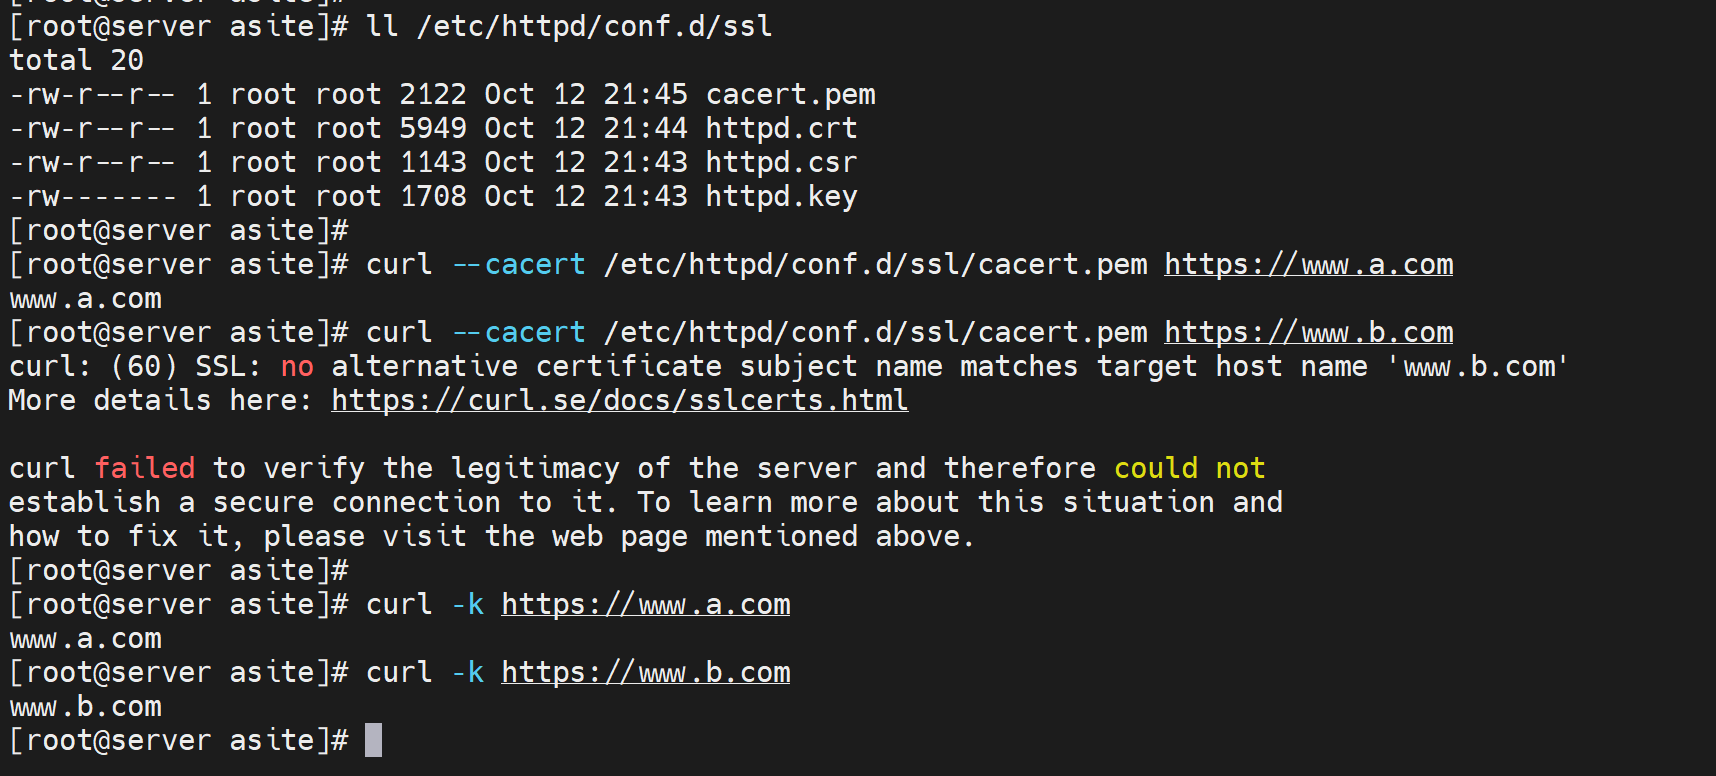 [root@server asite]#
[root@server asite]# ll /etc/httpd/conf.d/ssl
total 20
-rw-r--r-- 1 root root 2122 Oct 12 21:45 cacert.pem
-rw-r--r-- 1 root root 5949 Oct 12 21:44 httpd.crt
-rw-r--r-- 1 root root 1143 Oct 12 21:43 httpd.csr
-rw------- 1 root root 1708 Oct 12 21:43 httpd.key
[root@server asite]#
[root@server asite]# curl --cacert /etc/httpd/conf.d/ssl/cacert.pem https://www.a.com
www.a.com
[root@server asite]# curl --cacert /etc/httpd/conf.d/ssl/cacert.pem https://www.b.com
curl: (60) SSL: no alternative certificate subject name matches target host name 'www.b.com'
More details here: https://curl.se/docs/sslcerts.html

curl failed to verify the legitimacy of the server and therefore could not
establish a secure connection to it. To learn more about this situation and
how to fix it, please visit the web page mentioned above.
[root@server asite]#
[root@server asite]# curl -k https://www.a.com
www.a.com
[root@server asite]# curl -k https://www.b.com
www.b.com
[root@server asite]#